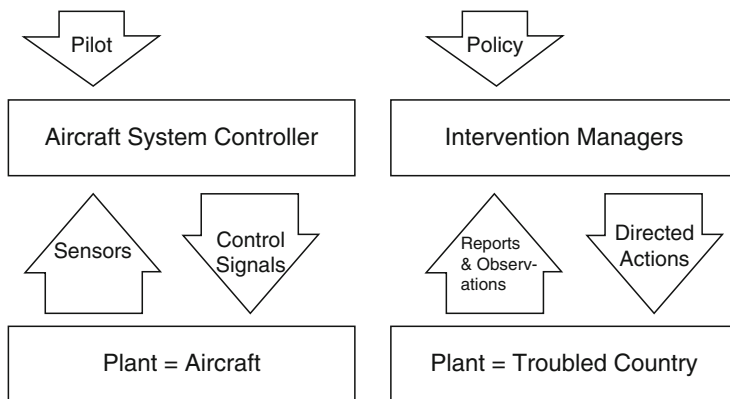 Pilot
Aircraft System Controller
Sensors
Control
Signals
Plant = Aircraft
Policy
Intervention Managers
Reports
& Observ-
ations
Directed
Actions
Plant = Troubled Country